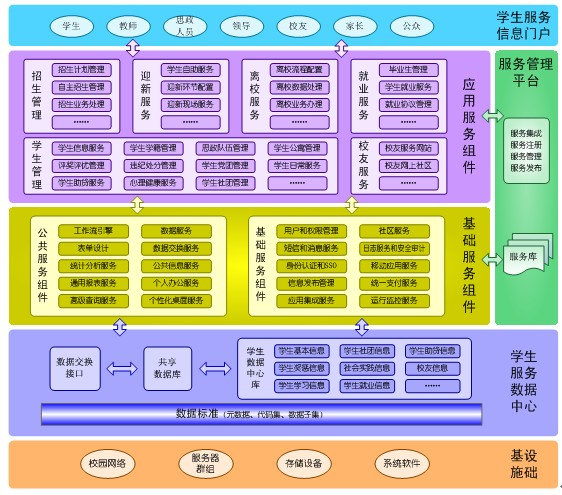 学生
教师
思政
人员
领导
校友
家长
公众
学生服务
信息门户
招生管理
招生计划管理
自主招生管理
招生业务处理
······
迎新服务
学生自助服务
迎新环节配置
迎新现场服务
······
离校服务
离校流程配置
离校数据处理
离校业务办理
······
就业服务
毕业生管理
学生就业服务
就业协议管理
······
应用服务组件
学生管理
学生信息服务
学生学籍管理
思政队伍管理
学生公寓管理
评奖评优管理
违纪处分管理
学生党团管理
学生日常服务
学生助贷服务
心理健康服务
学生社团管理
······
校友服务
校友服务网站
校友网上社区
······
服务管理
平台
服务集成
服务注册
服务管理
服务发布
服务库
公共服务组件
工作流引擎
数据服务
表单设计
数据交换服务
统计分析服务
公共信息服务
通用报表服务
个人办公服务
高级查询服务
个性化桌面服务
基础服务组件
用户和权限管理
社区服务
短信和消息服务
日志服务和安全审计
身份认证和SSO
移动应用服务
信息发布管理
统一支付服务
应用集成服务
运行监控服务
基础服务组件
数据交换
接口
共享
数据库
学生
数据
中心
库
学生基本信息
学生社团信息
学生助贷信息
学生奖惩信息
社会实践信息
校友信息
学生学习信息
学生就业信息
······
学生
服务
数据
中心
数据标准（元数据、代码集、数据子集）
校园网络
服务器
群组
存储设备
系统软件
基设
施础